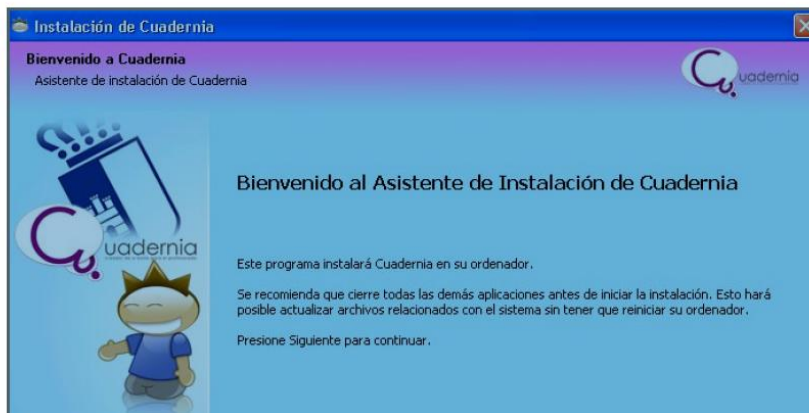 Instalación de Cuadernia
Bienvenido a Cuadernia
Asistente de instalación de Cuadernia
Cu.uadernia
Cu.uadernia
Bienvenido al Asistente de Instalación de Cuadernia
Este programa instalará Cuadernia en su ordenador.
Se recomienda que cierre todas las demás aplicaciones antes de iniciar la instalación. Esto hará
posible actualizar archivos relacionados con el sistema sin tener que reiniciar su ordenador.
Presione Siguiente para continuar.